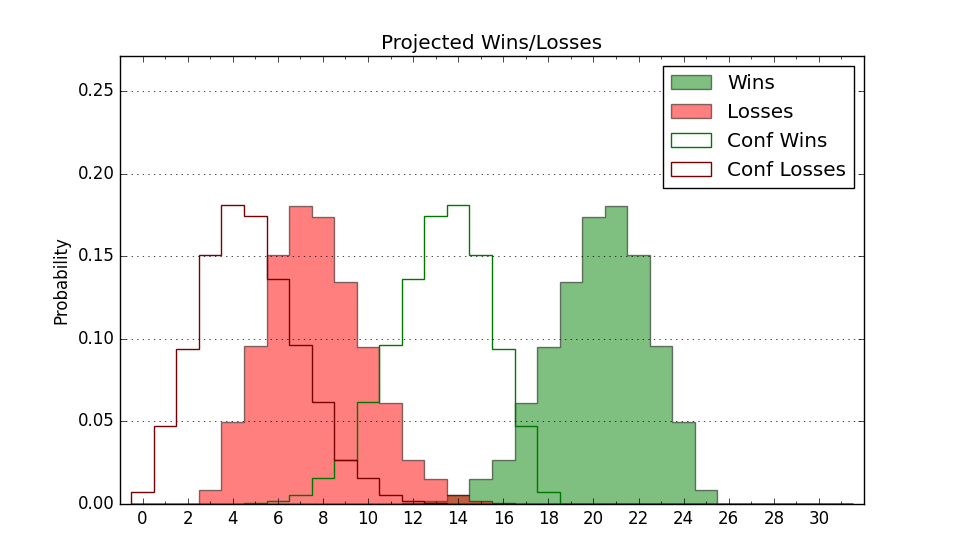 Projected Wins/Losses
Wins
Losses
Conf Wins
Conf Losses
Probability
0.25
0.20
0.15
0.10
0.05
0.00
0 2 4 6 8 10 12 14 16 18 20 22 24 26 28 30